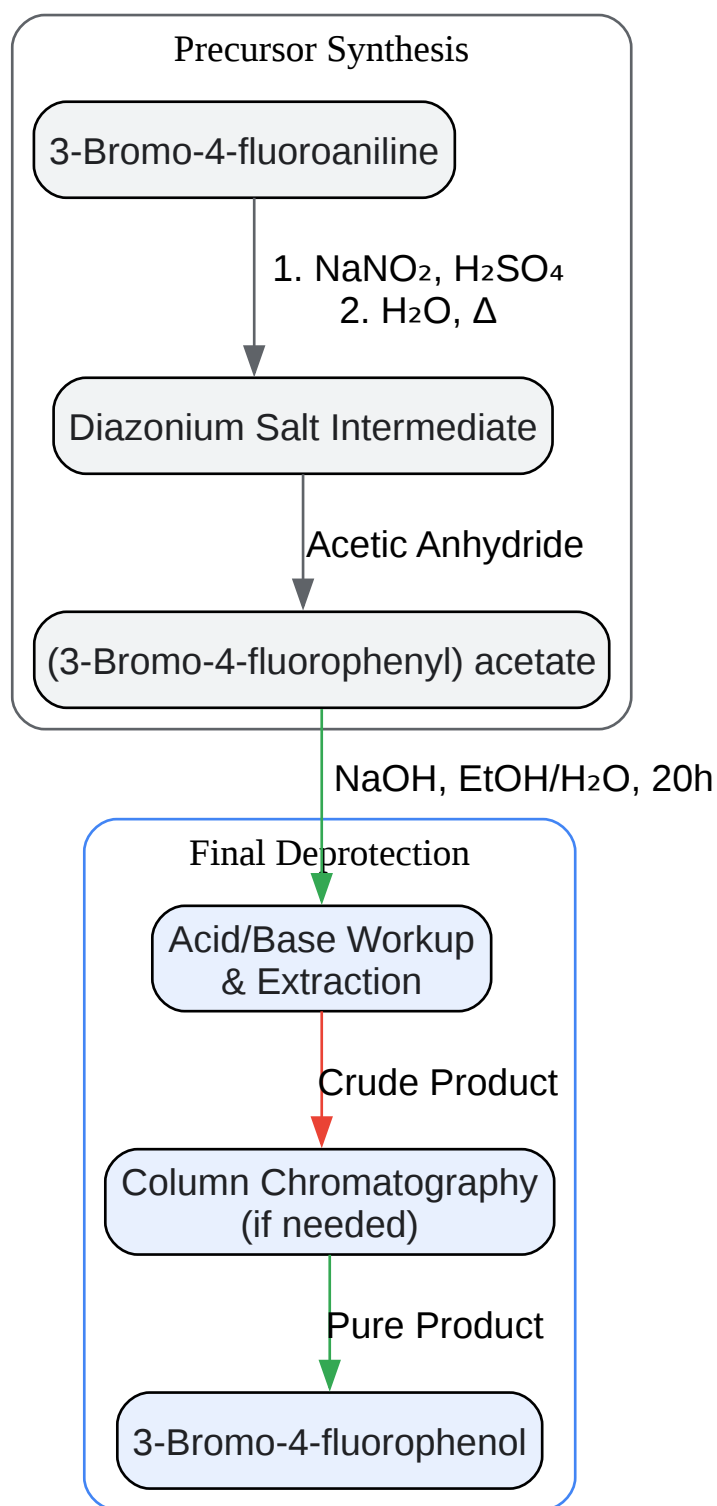 Precursor Synthesis
3-Bromo-4-fluoroaniline
1. NaNO₂, H₂SO₄
2. H₂O, Δ
Diazonium Salt Intermediate
Acetic Anhydride
(3-Bromo-4-fluorophenyl) acetate
NaOH, EtOH/H₂O, 20h
Final Deprotection
Acid/Base Workup
& Extraction
Crude Product
Column Chromatography
(if needed)
Pure Product
3-Bromo-4-fluorophenol